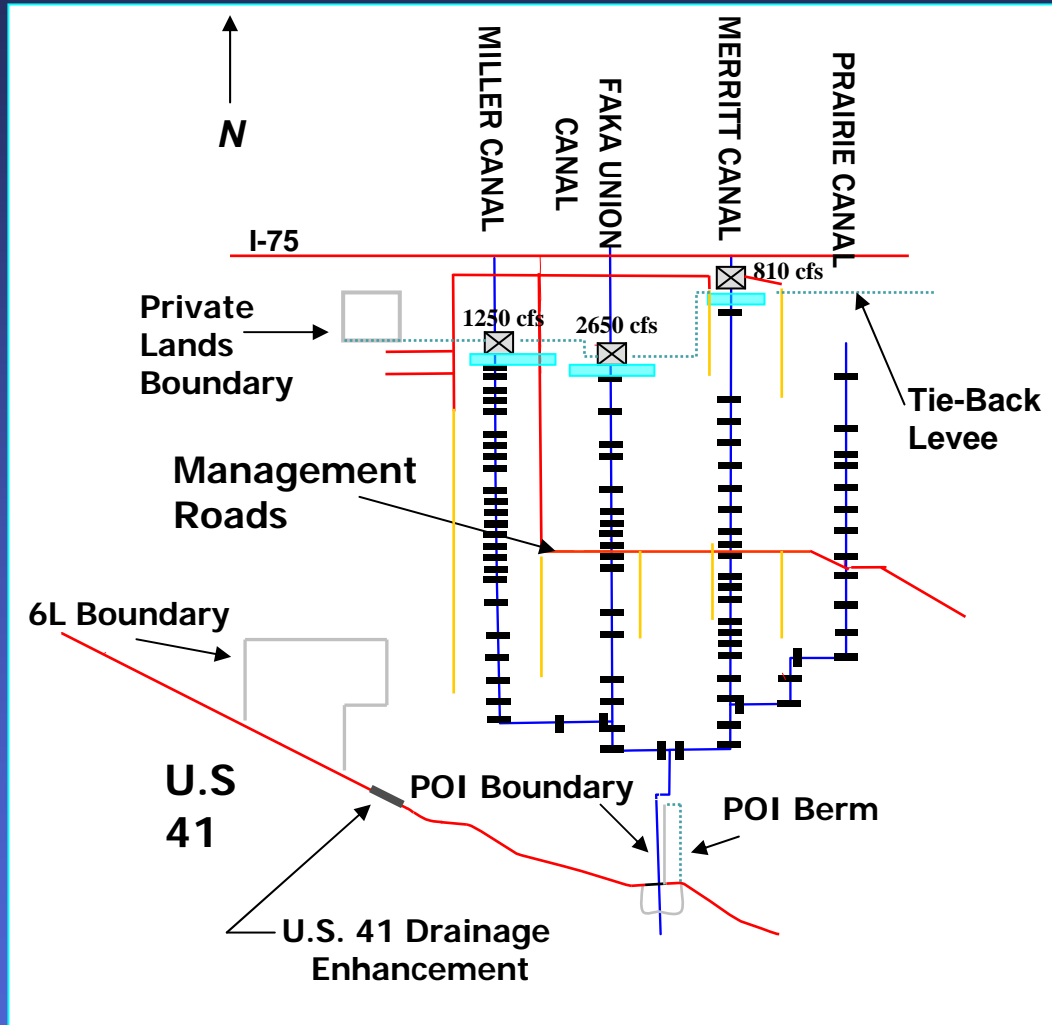 N
MILLER CANAL
FAKA UNION
CANAL
MERRITT CANAL
PRAIRIE CANAL
I-75
810 cfs
Private
Lands
Boundary
1250 cfs
2650 cfs
Tie-Back
Levee
Management
Roads
6L Boundary
U.S
41
POI Boundary
POI Berm
U.S. 41 Drainage
Enhancement